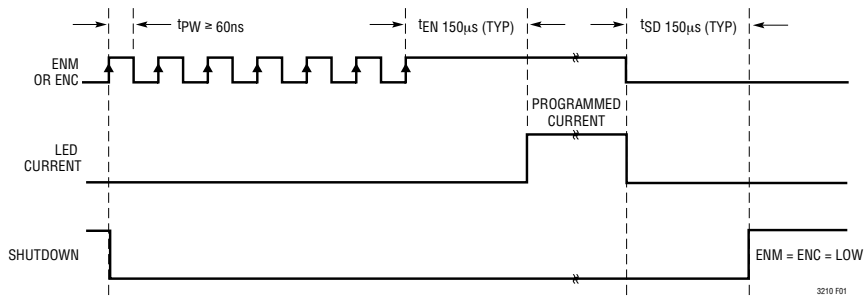 tPW ≥ 60ns
tEN 150µs (TYP)
tSD 150µs (TYP)
ENM
OR ENC
PROGRAMMED
CURRENT
LED
CURRENT
SHUTDOWN
ENM = ENC = LOW
3210 F01